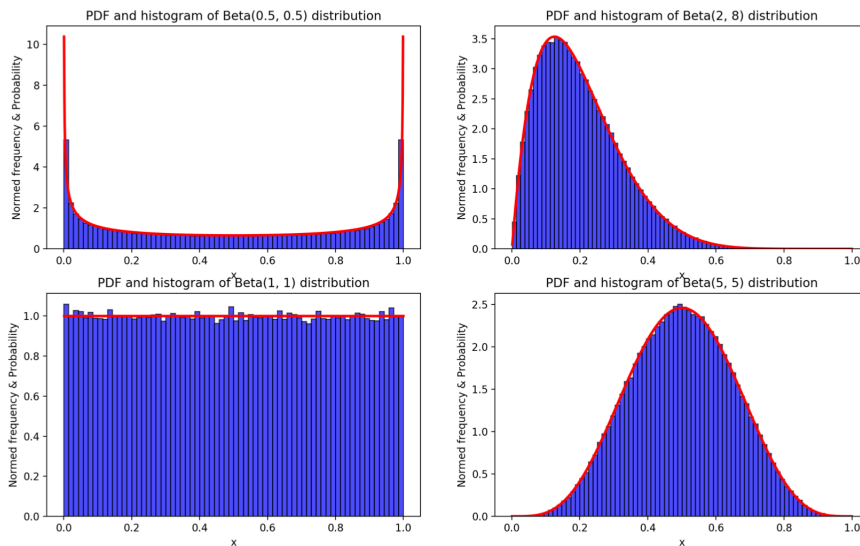 PDF and histogram of Beta(0.5, 0.5) distribution
Normed frequency & Probability
10
8
6
4
2
0
0.0 0.2 0.4 0.6 0.8 1.0
x
PDF and histogram of Beta(2, 8) distribution
Normed frequency & Probability
3.5
3.0
2.5
2.0
1.5
1.0
0.5
0.0
0.0 0.2 0.4 0.6 0.8 1.0
x
PDF and histogram of Beta(1, 1) distribution
Normed frequency & Probability
1.0
0.8
0.6
0.4
0.2
0.0
0.0 0.2 0.4 0.6 0.8 1.0
x
PDF and histogram of Beta(5, 5) distribution
Normed frequency & Probability
2.5
2.0
1.5
1.0
0.5
0.0
0.0 0.2 0.4 0.6 0.8 1.0
x